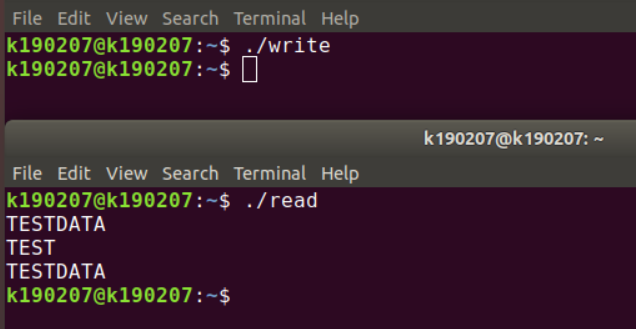 File Edit View Search Terminal Help
k190207@k190207:~$ ./write
k190207@k190207:~$
k190207@k190207: ~
File Edit View Search Terminal Help
k190207@k190207:~$ ./read
TESTDATA
TEST
TESTDATA
k190207@k190207:~$